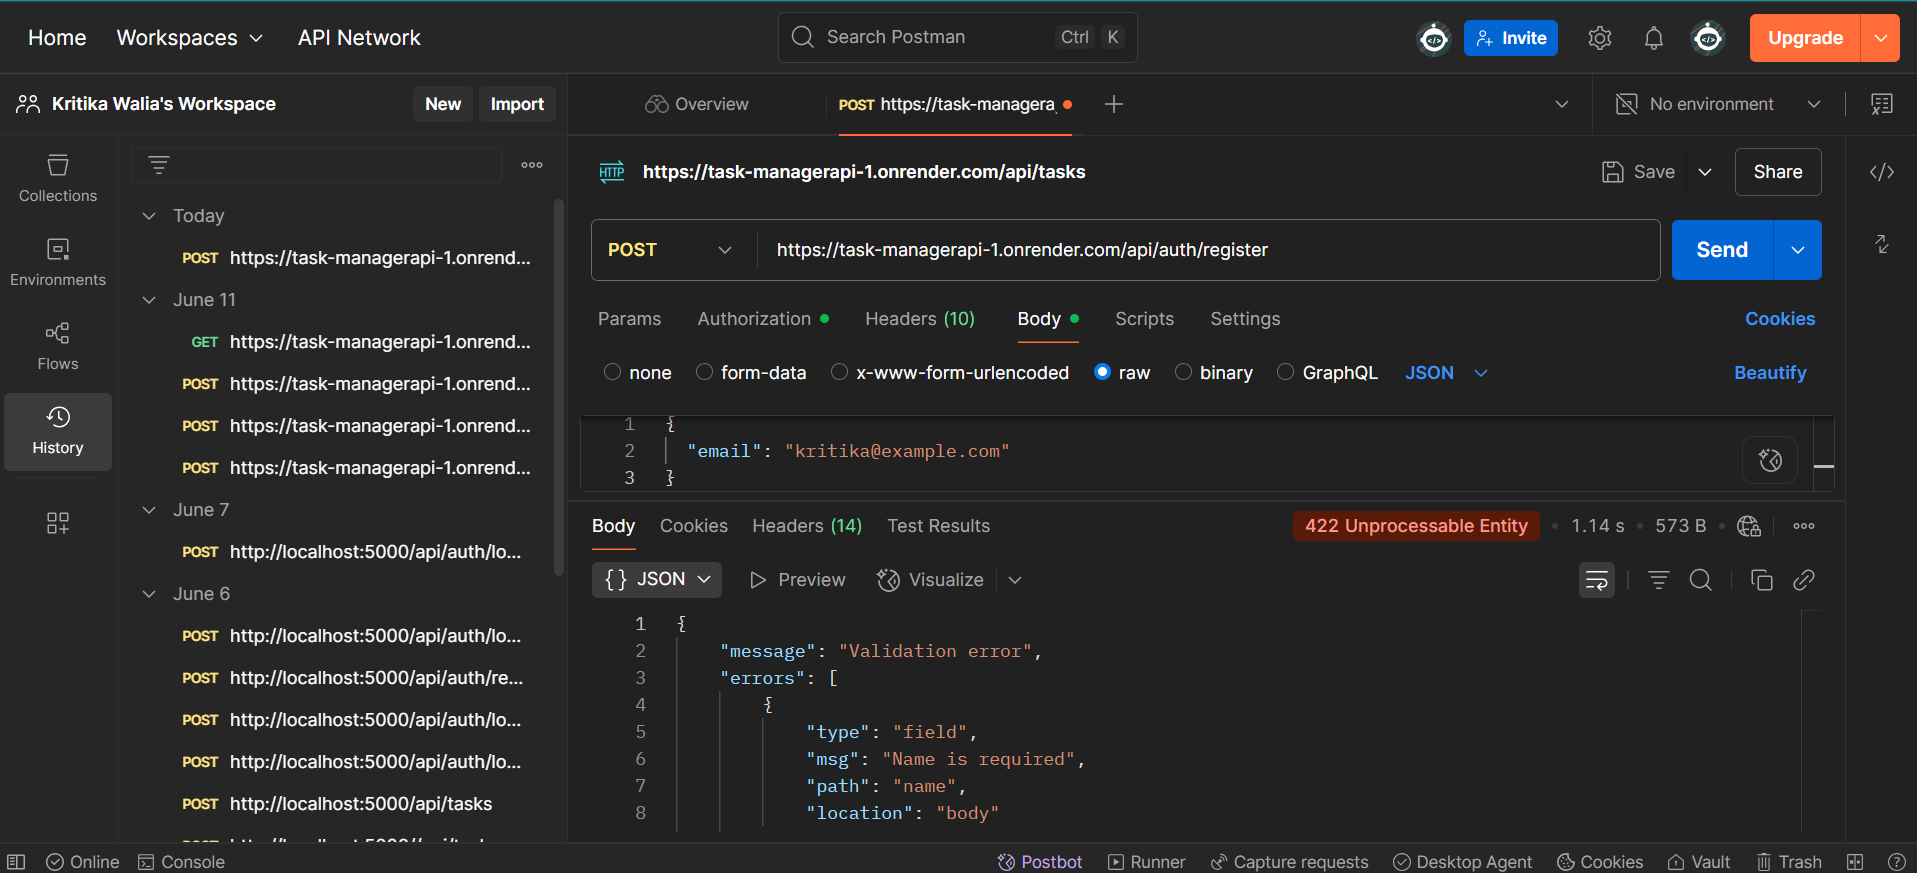 Home Workspaces API Network Search Postman Ctrl K Invite Upgrade
Kritika Walia's Workspace New Import Overview POST https://task-managera No environment
Collections
Environments
Flows
History
Today
POST https://task-managerapi-1.onrend...
June 11
GET https://task-managerapi-1.onrend...
POST https://task-managerapi-1.onrend...
POST https://task-managerapi-1.onrend...
POST https://task-managerapi-1.onrend...
June 7
POST http://localhost:5000/api/auth/lo...
June 6
POST http://localhost:5000/api/auth/lo...
POST http://localhost:5000/api/auth/re...
POST http://localhost:5000/api/auth/lo...
POST http://localhost:5000/api/auth/lo...
POST http://localhost:5000/api/tasks
HTTP https://task-managerapi-1.onrender.com/api/tasks Save Share
POST https://task-managerapi-1.onrender.com/api/auth/register Send
Params Authorization Headers (10) Body Scripts Settings Cookies
none form-data x-www-form-urlencoded raw binary GraphQL JSON Beautify
1 {
2 "email": "kritika@example.com"
3 }
Body Cookies Headers (14) Test Results 422 Unprocessable Entity 1.14 s 573 B
{} JSON Preview Visualize
1 {
2 "message": "Validation error",
3 "errors": [
4 {
5 "type": "field",
6 "msg": "Name is required",
7 "path": "name",
8 "location": "body"
Online Console Postbot Runner Capture requests Desktop Agent Cookies Vault Trash